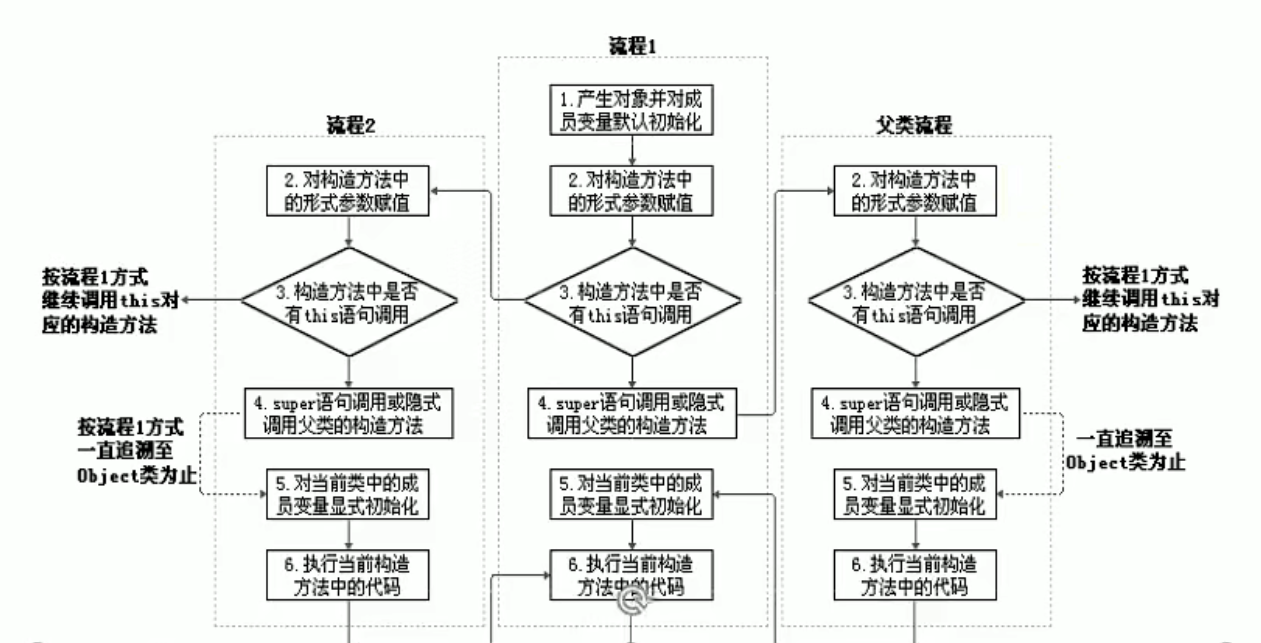 流程1
1.产生对象并对成
员变量默认初始化
2.对构造方法中
的形式参数赋值
3.构造方法中是否
有this语句调用
4.super语句调用或隐式
调用父类的构造方法
5.对当前类中的成
员变量显式初始化
6.执行当前构造
方法中的代码
流程2
2.对构造方法中
的形式参数赋值
3.构造方法中是否
有this语句调用
按流程1方式
继续调用this对
应的构造方法
4.super语句调用或隐式
调用父类的构造方法
按流程1方式
一直追溯至
Object类为止
5.对当前类中的成
员变量显式初始化
6.执行当前构造
方法中的代码
父类流程
2.对构造方法中
的形式参数赋值
3.构造方法中是否
有this语句调用
按流程1方式
继续调用this对
应的构造方法
4.super语句调用或隐式
调用父类的构造方法
一直追溯至
Object类为止
5.对当前类中的成
员变量显式初始化
6.执行当前构造
方法中的代码